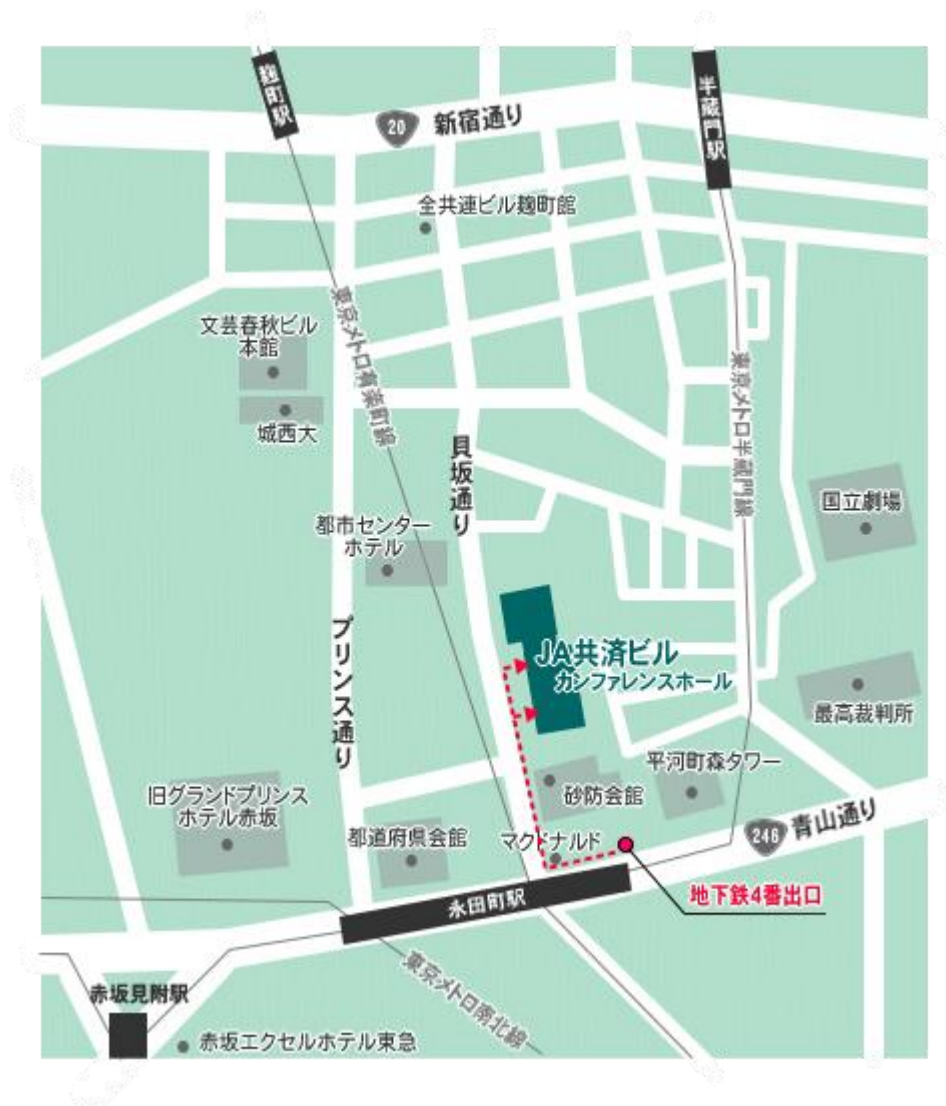 麹町駅
20
新宿通り
半蔵門駅
全共連ビル麹町館
東京メトロ有楽町線
文芸春秋ビル
本館
城西大
東京メトロ半蔵門線
貝坂通り
国立劇場
都市センター
ホテル
プリンス通り
JA共済ビル
カンファレンスホール
最高裁判所
平河町森タワー
砂防会館
旧グランドプリンス
ホテル赤坂
都道府県会館
マクドナルド
246
青山通り
永田町駅
地下鉄4番出口
東京メトロ南北線
赤坂見附駅
赤坂エクセルホテル東急